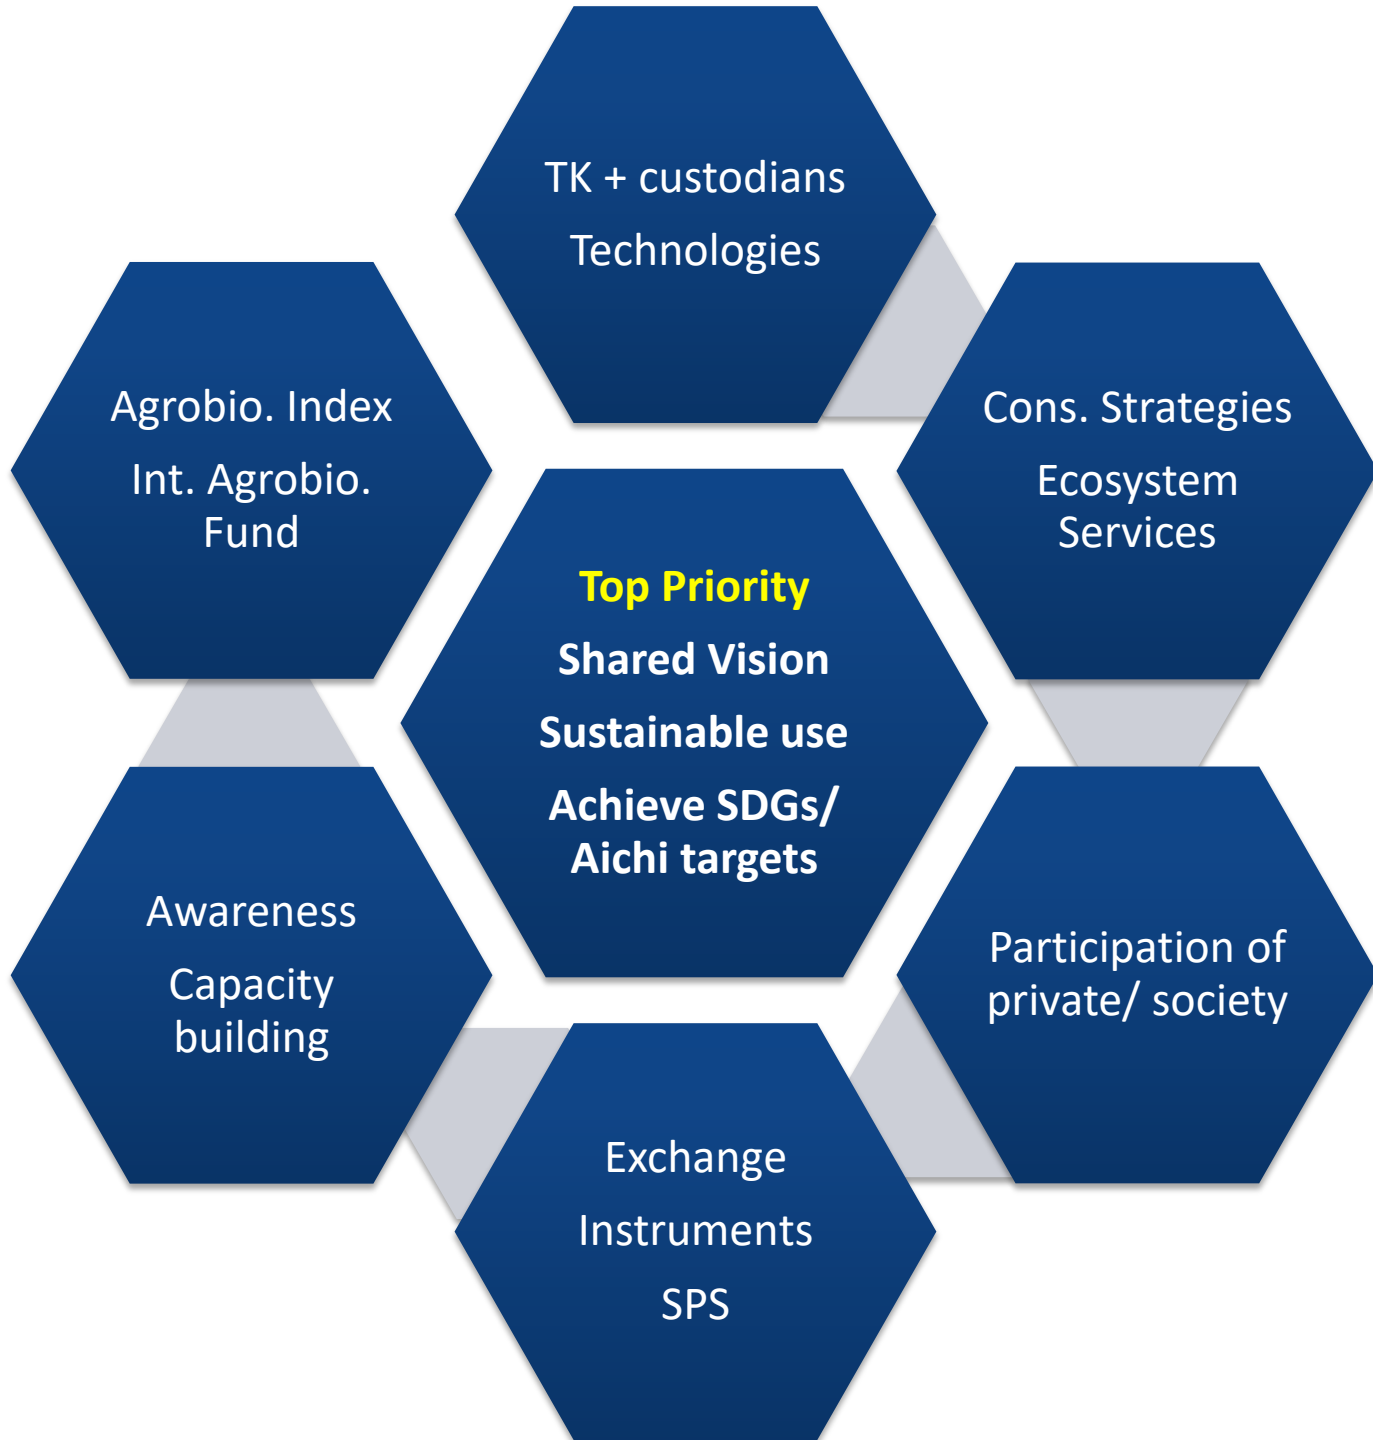 TK + custodians
Technologies
Agrobio. Index
Int. Agrobio.
Fund
Cons. Strategies
Ecosystem
Services
Top Priority
Shared Vision
Sustainable use
Achieve SDGs/
Aichi targets
Awareness
Capacity
building
Participation of
private/ society
Exchange
Instruments
SPS